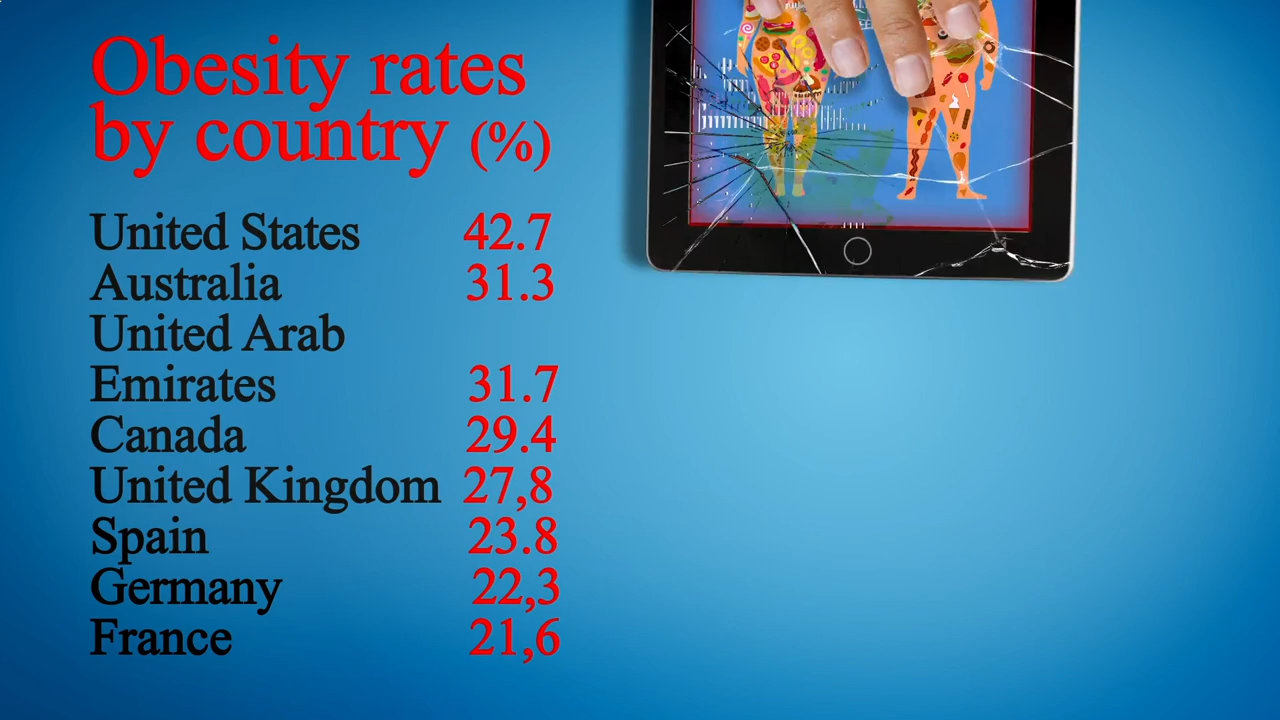 Obesity rates
by country (%)
United States 42.7
Australia 31.3
United Arab
Emirates 31.7
Canada 29.4
United Kingdom 27,8
Spain 23.8
Germany 22,3
France 21,6